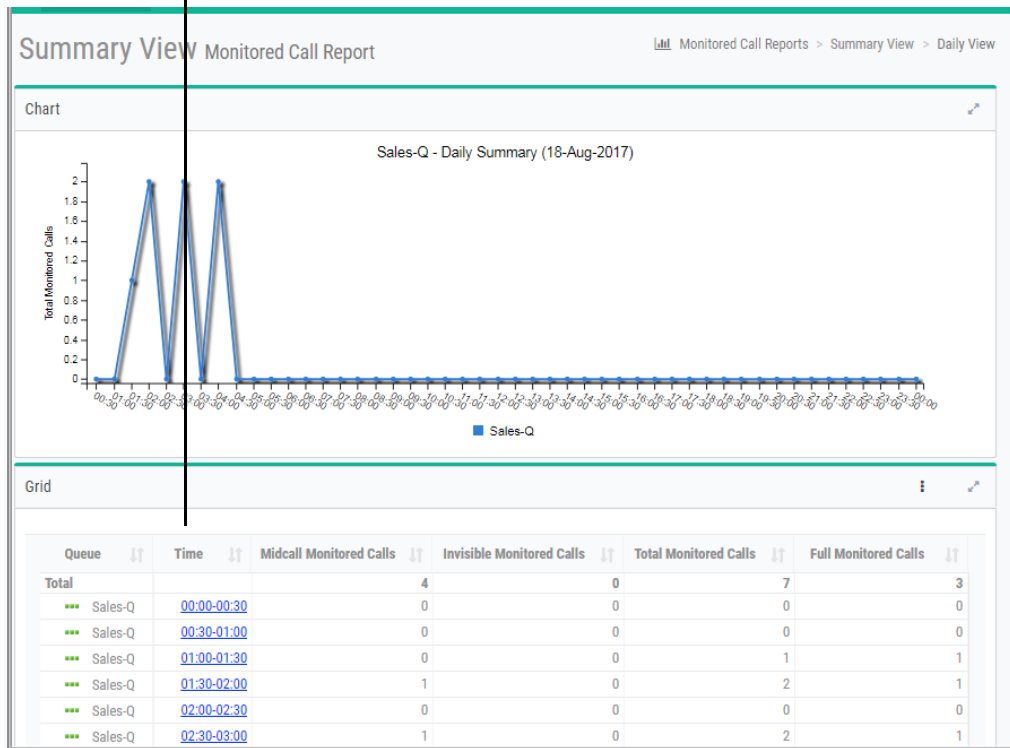 Summary View Monitored Call Report
Monitored Call Reports > Summary View > Daily View
Chart
Sales-Q - Daily Summary (18-Aug-2017)
Total Monitored Calls
2
1.8
1.6
1.4
1.2
1
0.8
0.6
0.4
0.2
0
Sales-Q
Grid
Queue Time Midcall Monitored Calls Invisible Monitored Calls Total Monitored Calls Full Monitored Calls
Total 4 0 7 3
Sales-Q 00:00-00:30 0 0 0 0
Sales-Q 00:30-01:00 0 0 0 0
Sales-Q 01:00-01:30 0 0 1 1
Sales-Q 01:30-02:00 1 0 2 1
Sales-Q 02:00-02:30 0 0 0 0
Sales-Q 02:30-03:00 1 0 2 1